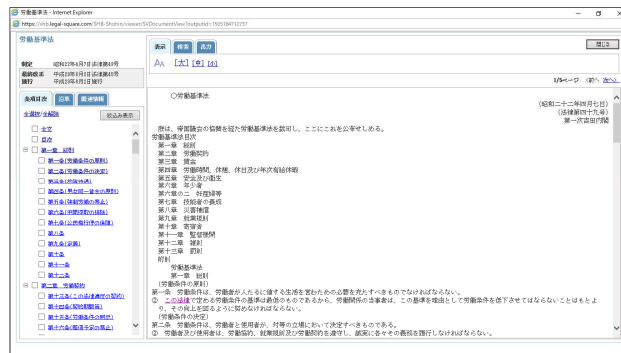 労働基準法 - Internet Explorer
https://shb.legal-square.com/SHB-Shohin/viewer/SVDocumentView?outputId=1505184712737
労働基準法
制定 昭和22年4月7日法律第49号
最終改正
施行
全条目次 沿革 関連情報
全選択/全解除
絞込み表示
全文
目次
第一章 総則
第一条(労働条件の原則)
第二条(労働条件の決定)
第三条(均等待遇)
第四条(男女同一賃金の原則)
第五条(強制労働の禁止)
第六条(中間搾取の排除)
第七条(公民権行使の保障)
第八条
第九条(定義)
第十条
第十一条
第十二条
第二章 労働契約
第十三条(この法律違反の契約)
第十四条(契約期間等)
第十五条(労働条件の明示)
第十六条(賠償予定の禁止)
表示 検索 出力
閉じる
AA [大] [中] [小]
1/5ページ (前へ 次へ)
○労働基準法
(昭和二十二年四月七日)
(法律第四十九号)
第一次吉田内閣
朕は、帝国議会の協賛を経た労働基準法を裁可し、ここにこれを公布せしめる。
労働基準法目次
第一章 総則
第二章 労働契約
第三章 賃金
第四章 労働時間、休憩、休日及び年次有給休暇
第五章 安全及び衛生
第六章 年少者
第六章の二 妊産婦等
第七章 技能者の養成
第八章 災害補償
第九章 就業規則
第十章 寄宿舎
第十一章 監督機関
第十二章 雑則
第十三章 罰則
附則
労働基準法
第一章 総則
(労働条件の原則)
第一条 労働条件は、労働者が人たるに値する生活を営むための必要を充たすべきものでなければならない。
② この法律で定める労働条件の基準は最低のものであるから、労働関係の当事者は、この基準を理由として労働条件を低下させてはならないことはもとよ
り、その向上を図るように努めなければならない。
(労働条件の決定)
第二条 労働条件は、労働者と使用者が、対等の立場において決定すべきものである。
② 労働者及び使用者は、労働協約、就業規則及び労働契約を遵守し、誠実に各々その義務を履行しなければならない。